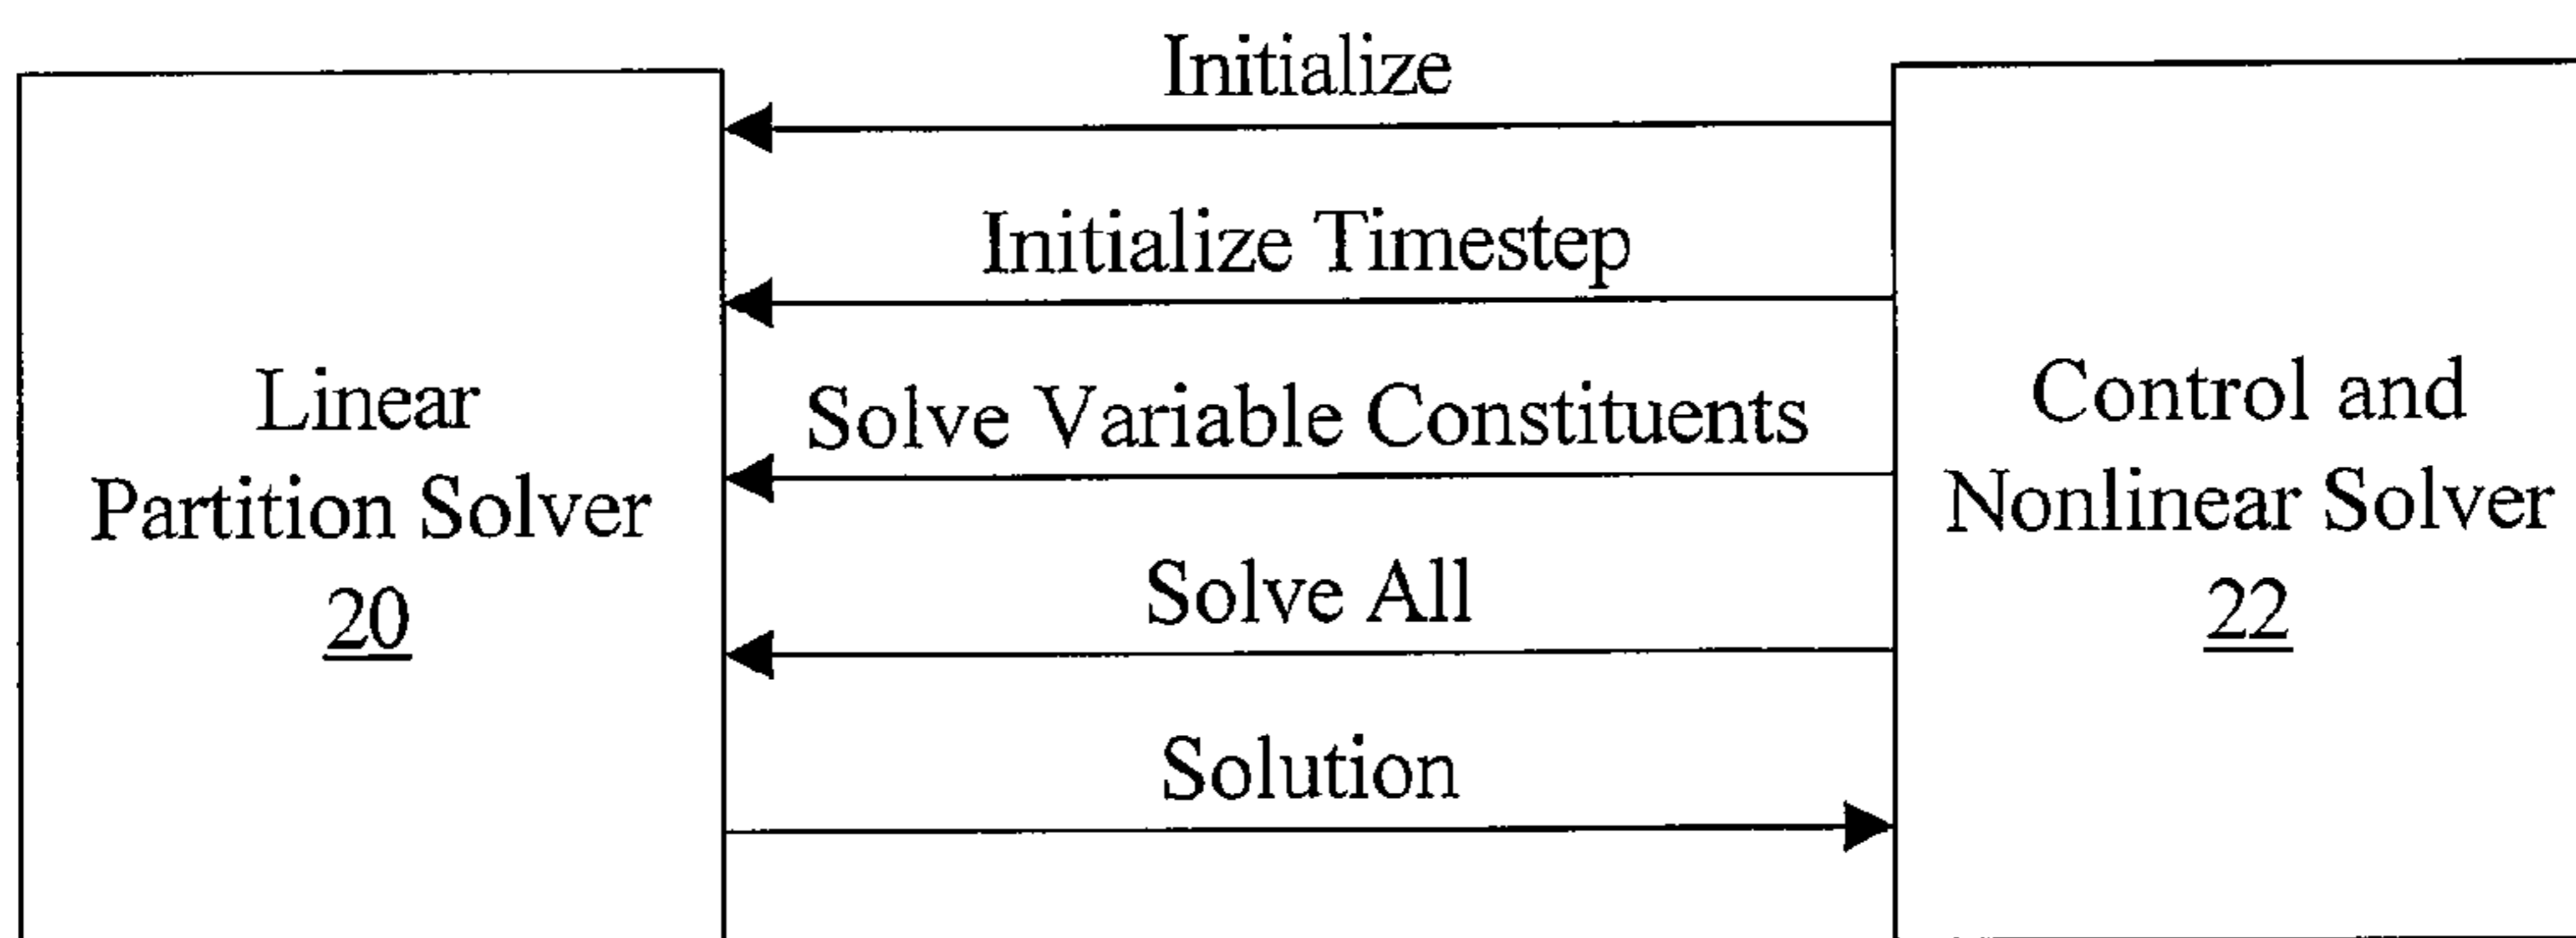 Initialize
Initialize Timestep
Solve Variable Constituents
Solve All
Solution
Linear
Partition Solver
20
Control and
Nonlinear Solver
22